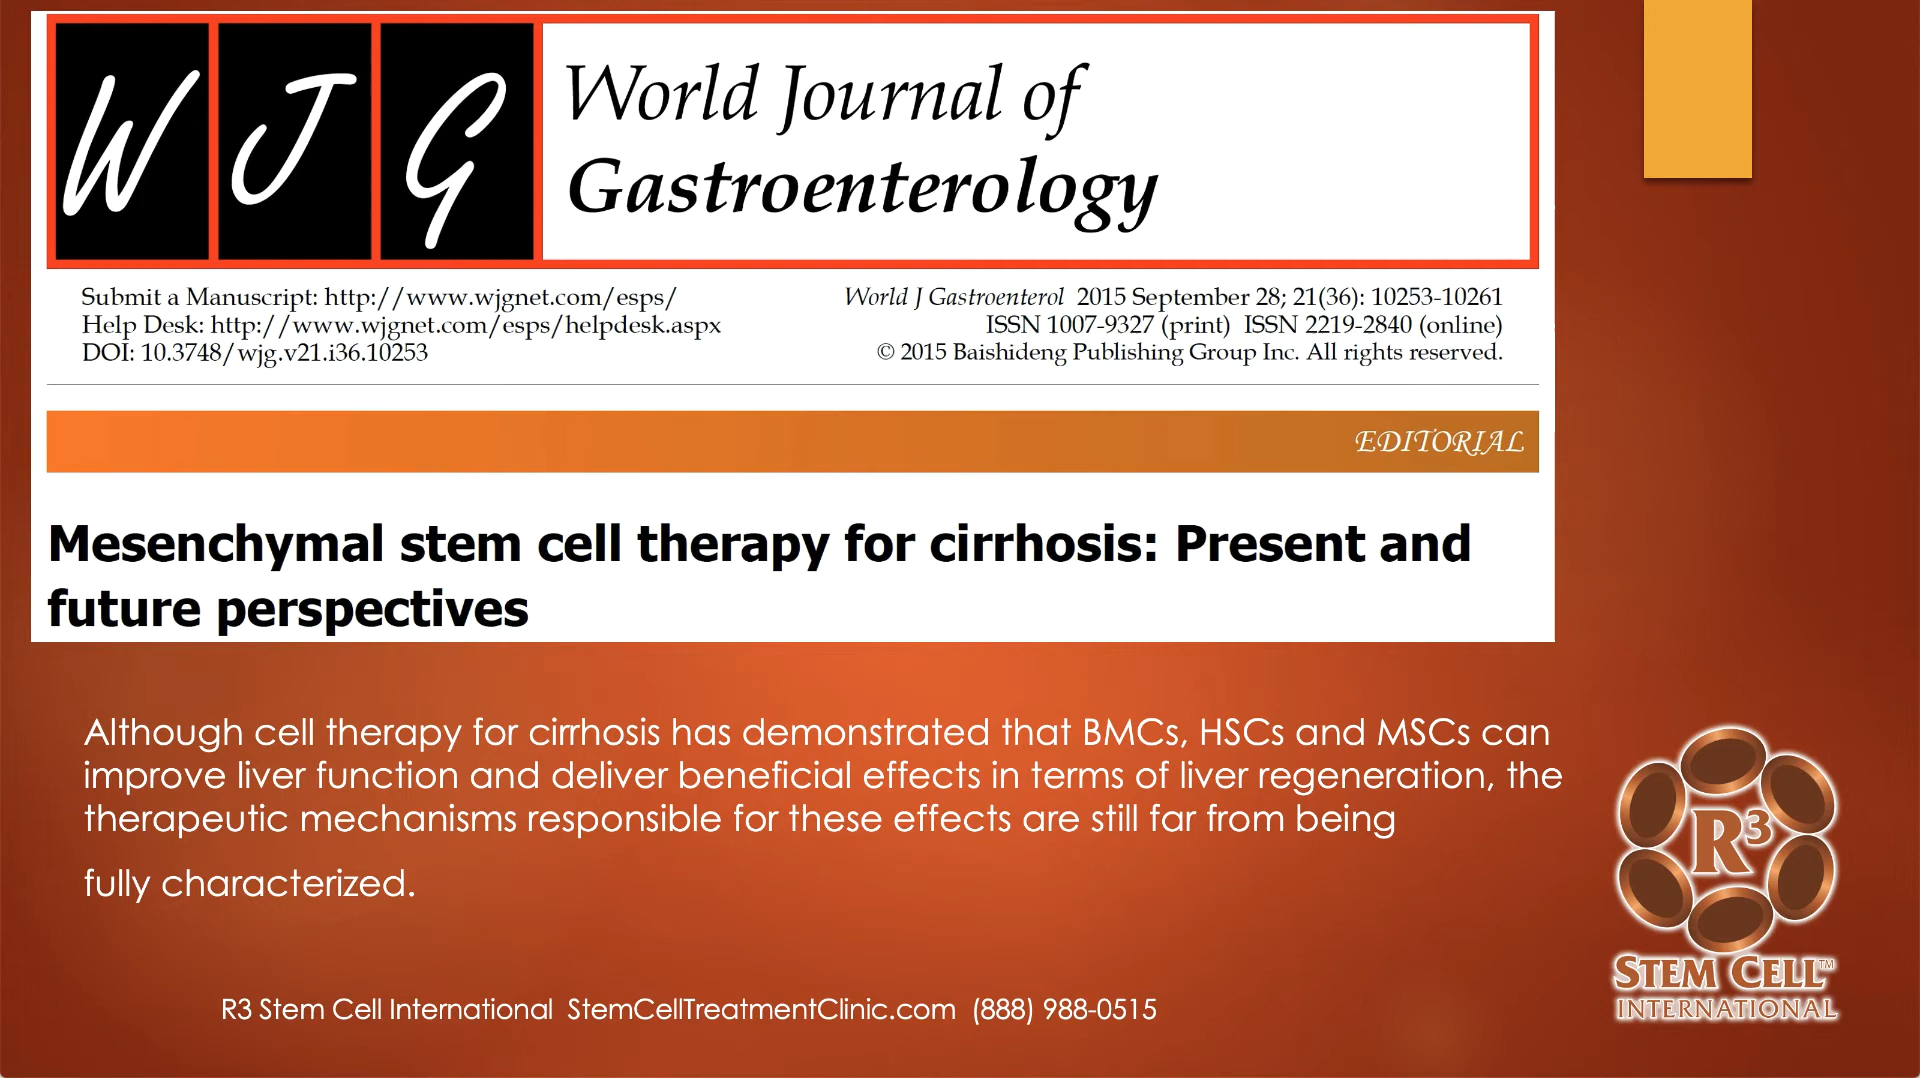 WJG
World Journal of
Gastroenterology
Submit a Manuscript: http://www.wjgnet.com/esps/
Help Desk: http://www.wjgnet.com/esps/helpdesk.aspx
DOI: 10.3748/wjg.v21.i36.10253
World J Gastroenterol 2015 September 28; 21(36): 10253-10261
ISSN 1007-9327 (print) ISSN 2219-2840 (online)
© 2015 Baishideng Publishing Group Inc. All rights reserved.
EDITORIAL
Mesenchymal stem cell therapy for cirrhosis: Present and
future perspectives
Although cell therapy for cirrhosis has demonstrated that BMCs, HSCs and MSCs can
improve liver function and deliver beneficial effects in terms of liver regeneration, the
therapeutic mechanisms responsible for these effects are still far from being
fully characterized.
R3
STEM CELL™
INTERNATIONAL
R3 Stem Cell International StemCellTreatmentClinic.com (888) 988-0515